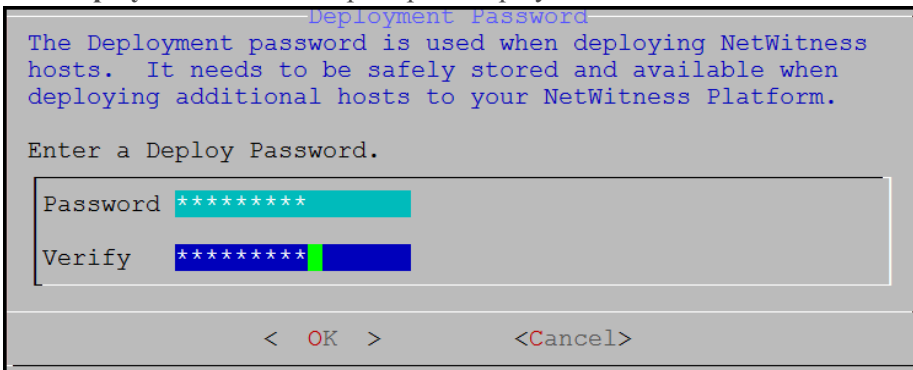 Deployment Password
The Deployment password is used when deploying NetWitness
hosts.  It needs to be safely stored and available when
deploying additional hosts to your NetWitness Platform.
Enter a Deploy Password.
Password *********
Verify *********
<  OK  > <Cancel>